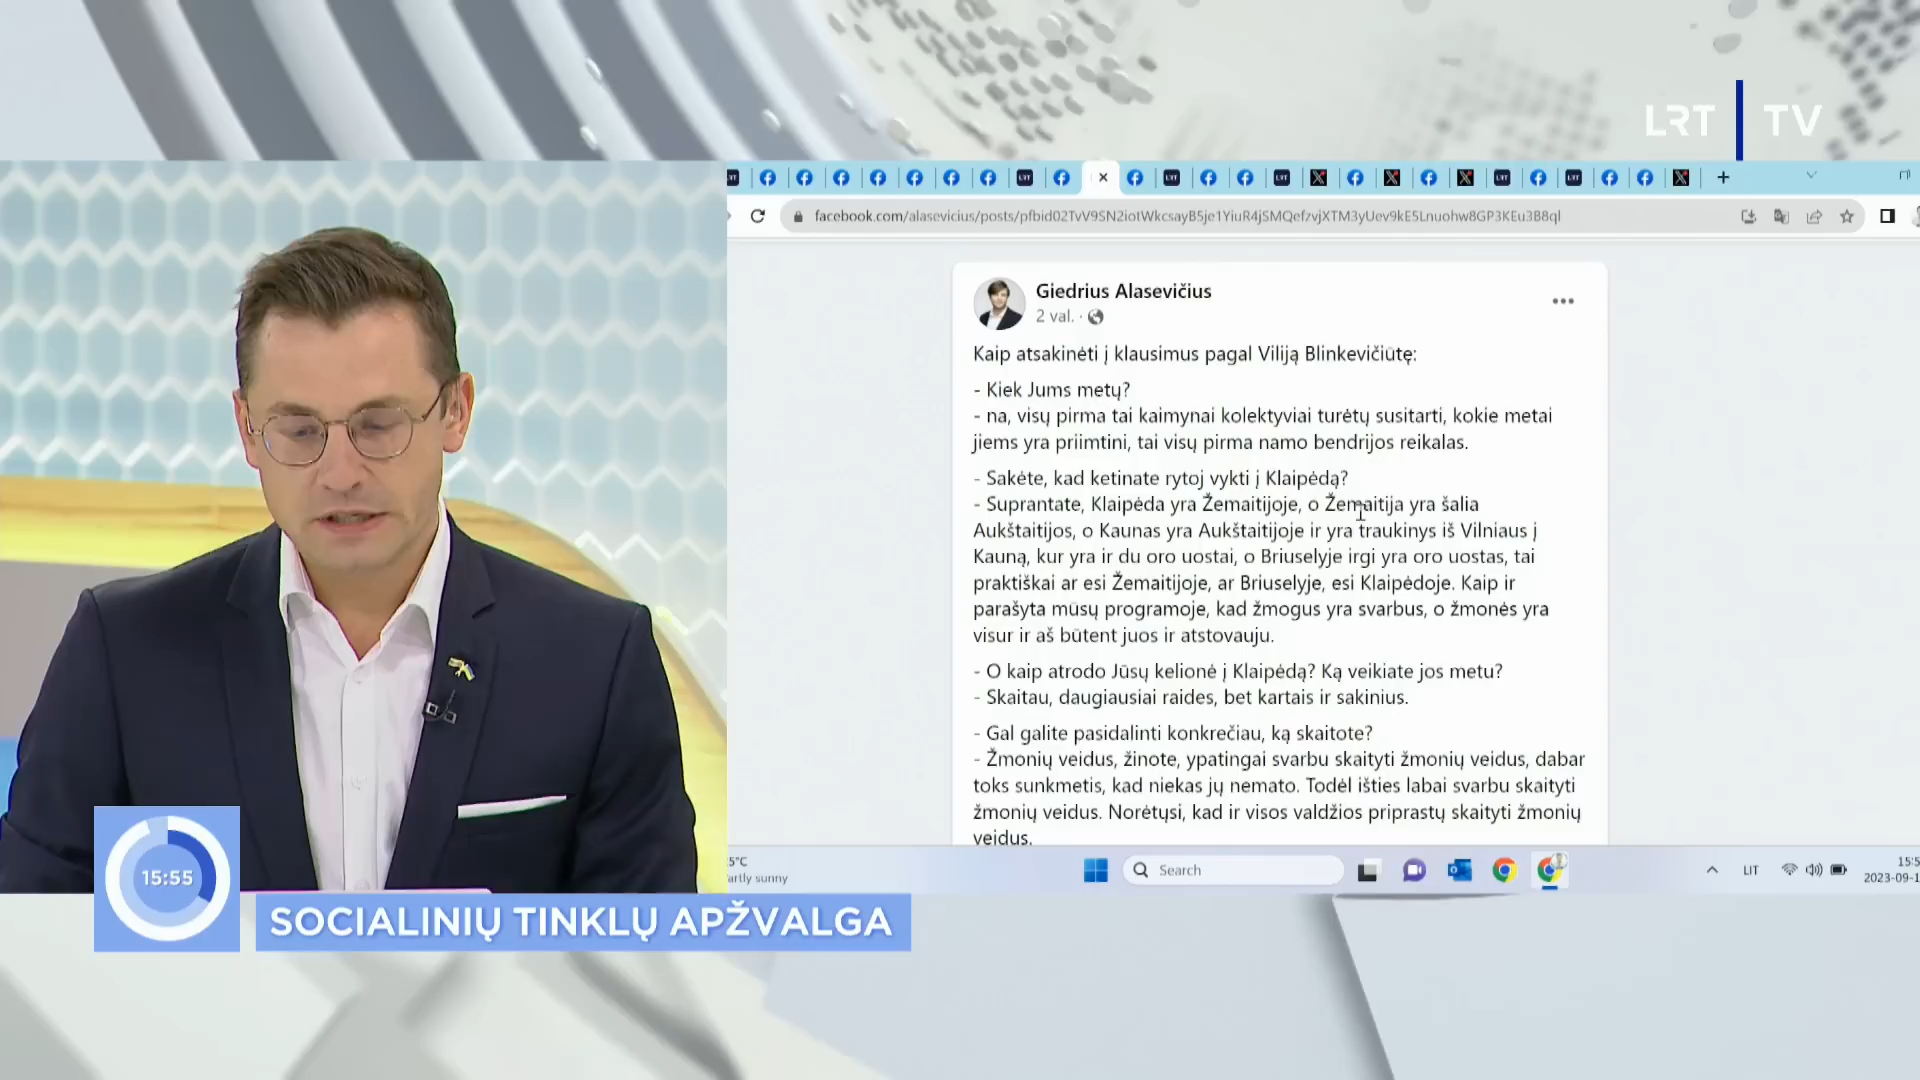 LRT TV
facebook.com/alasevicius/posts/pfbid02TvV9SN2iotWkcsayB5je1YiuR4jSMQefzvjXTM3yUev9kE5Lnuohw8GP3KEu3B8ql
Giedrius Alasevičius
2 val.
Kaip atsakinėti į klausimus pagal Viliją Blinkevičiūtę:
- Kiek Jums metų?
- na, visų pirma tai kaimynai kolektyviai turėtų susitarti, kokie metai
jiems yra priimtini, tai visų pirma namo bendrijos reikalas.
- Sakėte, kad ketinate rytoj vykti į Klaipėdą?
- Suprantate, Klaipėda yra Žemaitijoje, o Žemaitija yra šalia
Aukštaitijos, o Kaunas yra Aukštaitijoje ir yra traukinys iš Vilniaus į
Kauną, kur yra ir du oro uostai, o Briuselyje irgi yra oro uostas, tai
praktiškai ar esi Žemaitijoje, ar Briuselyje, esi Klaipėdoje. Kaip ir
parašyta mūsų programoje, kad žmogus yra svarbus, o žmonės yra
visur ir aš būtent juos ir atstovauju.
- O kaip atrodo Jūsų kelionė į Klaipėdą? Ką veikiate jos metu?
- Skaitau, daugiausiai raides, bet kartais ir sakinius.
- Gal galite pasidalinti konkrečiau, ką skaitote?
- Žmonių veidus, žinote, ypatingai svarbu skaityti žmonių veidus, dabar
toks sunkmetis, kad niekas jų nemato. Todėl išties labai svarbu skaityti
žmonių veidus. Norėtųsi, kad ir visos valdžios priprastų skaityti žmonių
veidus.
5°C
artly sunny
Search
LIT
15:5
2023-09-1
15:55
SOCIALINIŲ TINKLŲ APŽVALGA